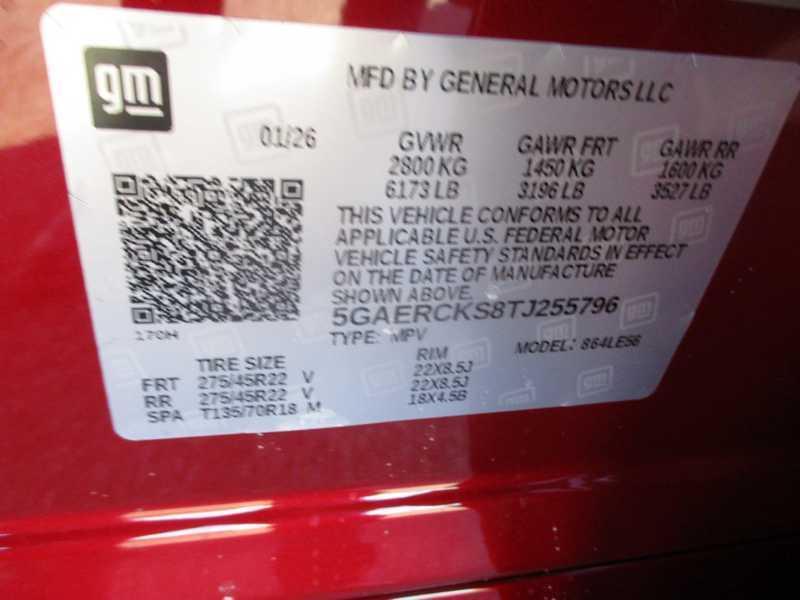 gm
MFD BY GENERAL MOTORS LLC
01/26 GVWR GAWR FRT GAWR RR
2800 KG 1450 KG 1600 KG
6173 LB 3196 LB 3527 LB
THIS VEHICLE CONFORMS TO ALL
APPLICABLE U.S. FEDERAL MOTOR
VEHICLE SAFETY STANDARDS IN EFFECT
ON THE DATE OF MANUFACTURE
SHOWN ABOVE.
5GAERCKS8TJ255796
170H
TYPE: MPV MODEL: 864LE56
TIRE SIZE RIM
FRT 275/45R22 V 22X8.5J
RR 275/45R22 V 22X8.5J
SPA T135/70R18 M 18X4.5B